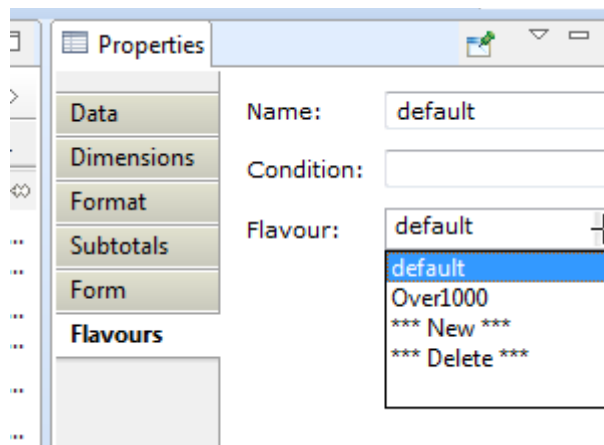 Properties
Data
Name: default
Dimensions
Condition:
Format
Flavour: default
Subtotals
default
Form
Over1000
Flavours
*** New ***
*** Delete ***